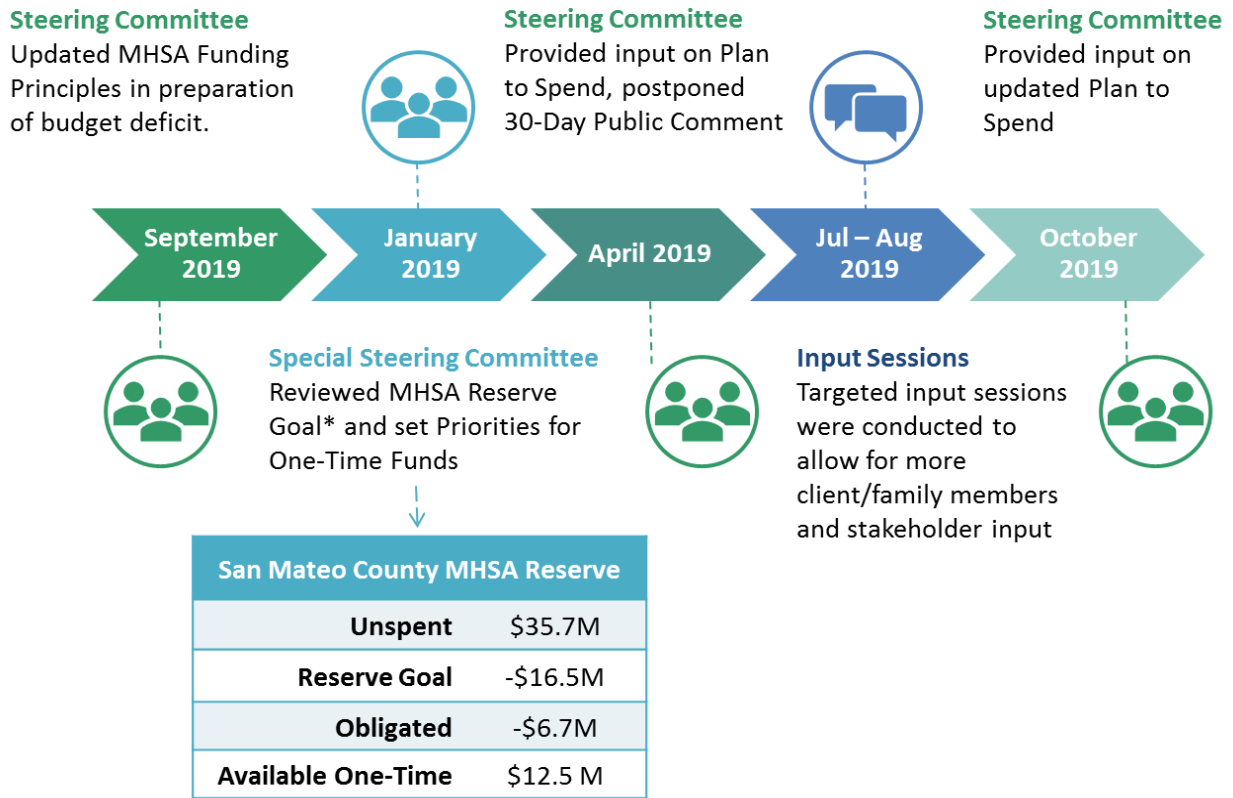 Steering Committee
Updated MHSA Funding
Principles in preparation
of budget deficit.
Steering Committee
Provided input on Plan
to Spend, postponed
30-Day Public Comment
Steering Committee
Provided input on
updated Plan to
Spend
September
2019
January
2019
April 2019
Jul – Aug
2019
October
2019
Special Steering Committee
Reviewed MHSA Reserve
Goal* and set Priorities for
One-Time Funds
Input Sessions
Targeted input sessions
were conducted to
allow for more
client/family members
and stakeholder input
San Mateo County MHSA Reserve
Unspent $35.7M
Reserve Goal -$16.5M
Obligated -$6.7M
Available One-Time $12.5 M